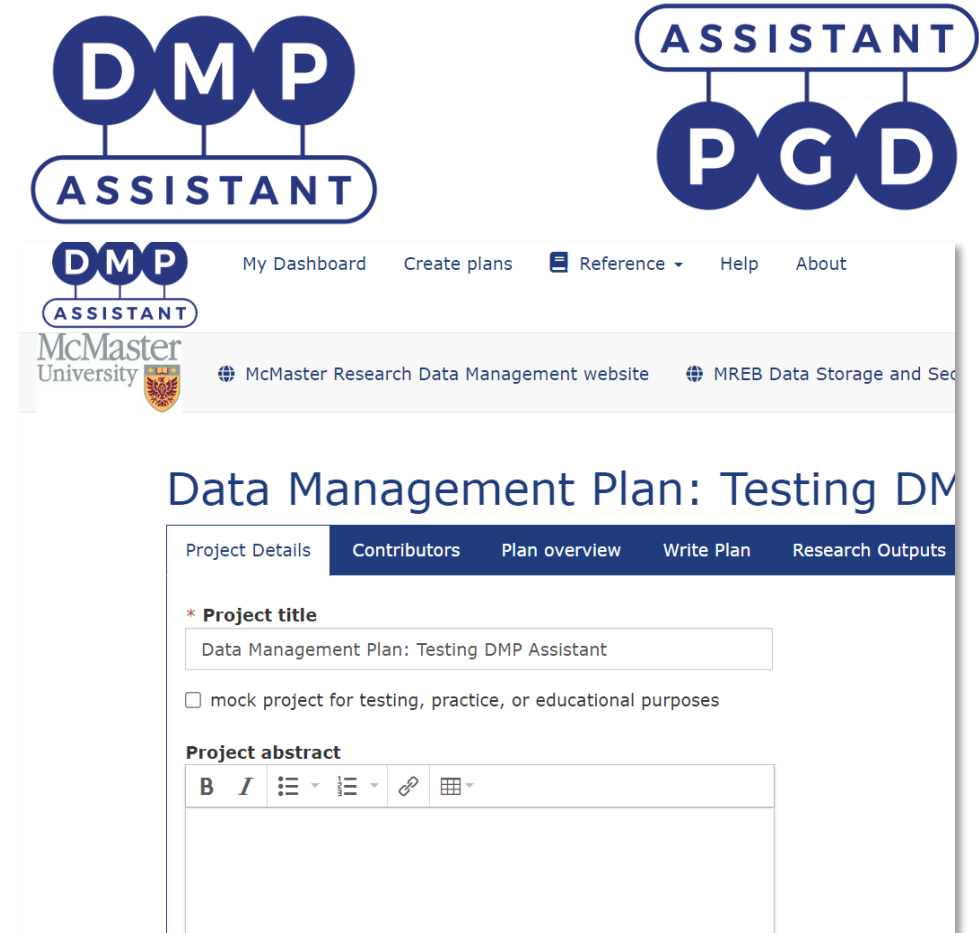 DMP
ASSISTANT
ASSISTANT
PGD
DMP
ASSISTANT
My Dashboard Create plans Reference Help About
McMaster
University
McMaster Research Data Management website MREB Data Storage and Sec
Data Management Plan: Testing DM
Project Details Contributors Plan overview Write Plan Research Outputs
* Project title
Data Management Plan: Testing DMP Assistant
mock project for testing, practice, or educational purposes
Project abstract
B I